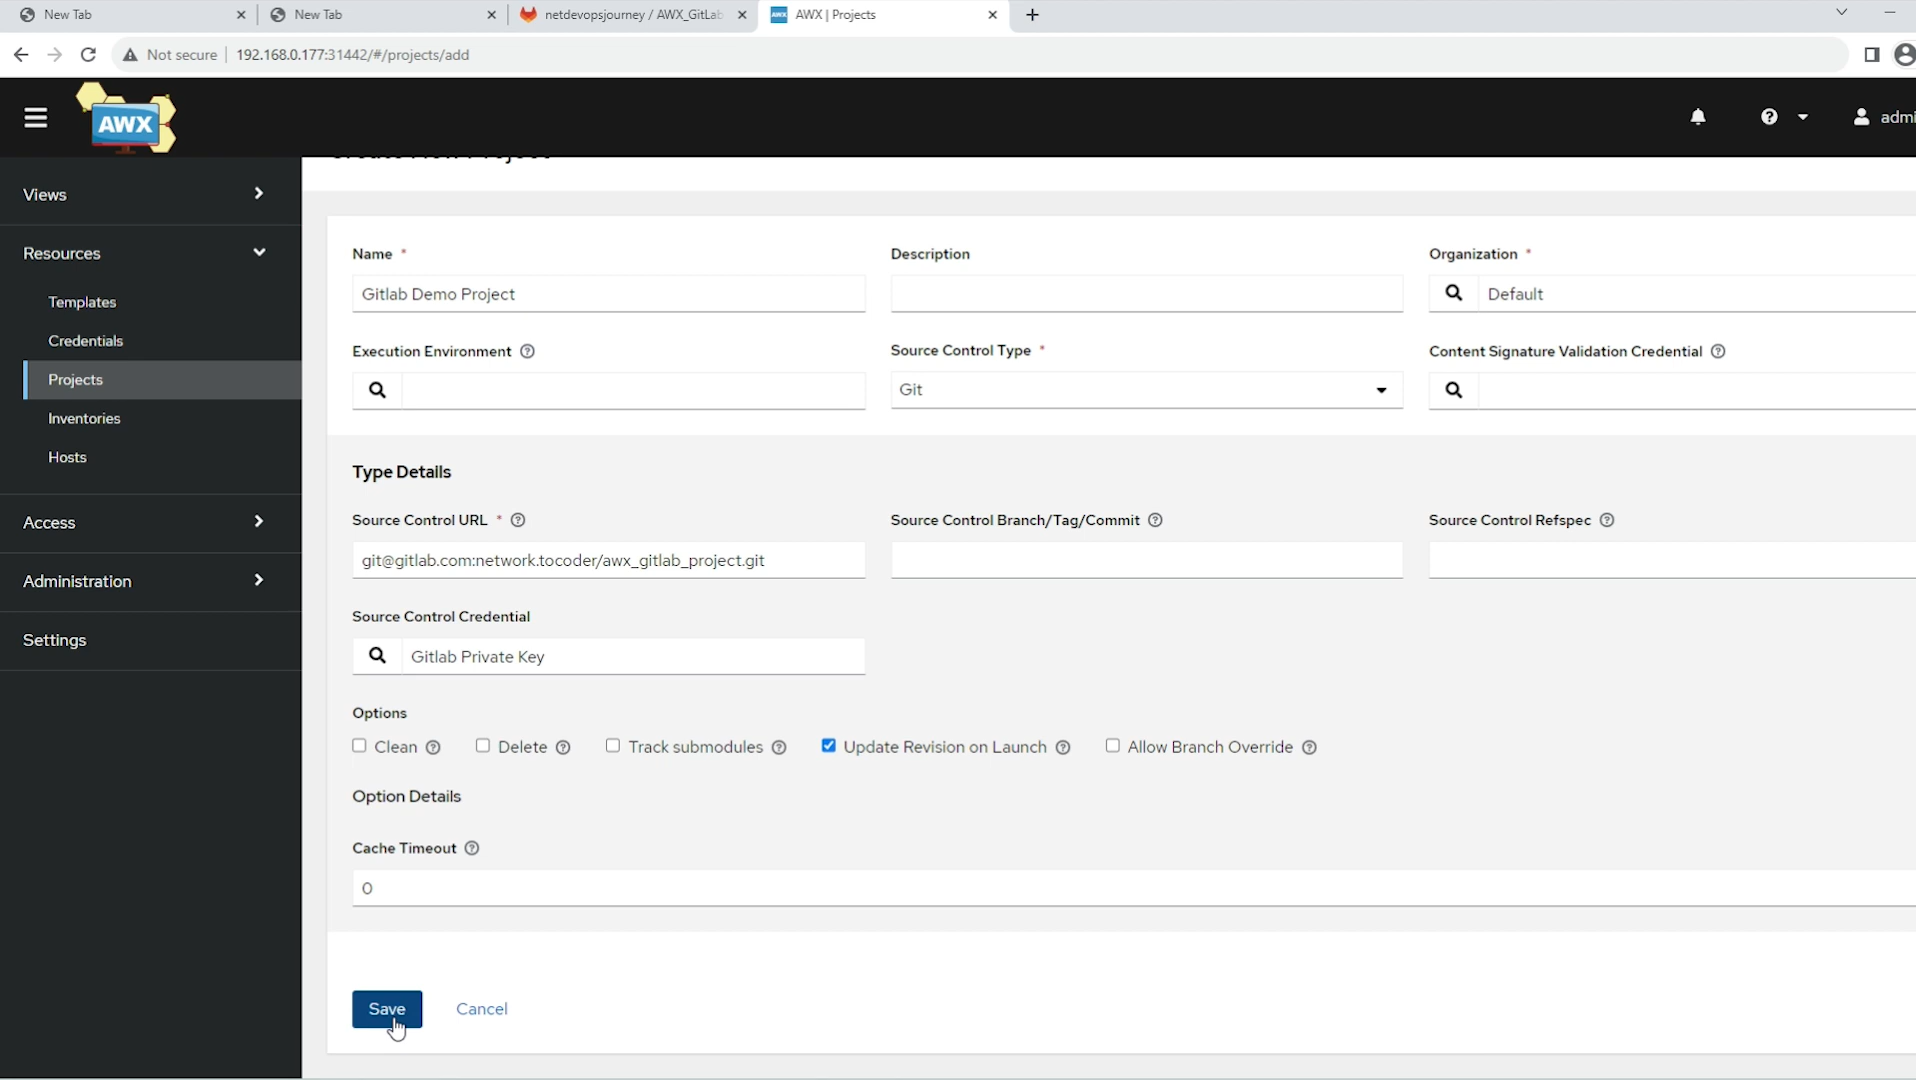 New Tab
New Tab
netdevopsjourney / AWX_GitLab
AWX | Projects
Not secure
192.168.0.177:31442/#/projects/add
AWX
admi
Create New Project
Views
Resources
Templates
Credentials
Projects
Inventories
Hosts
Access
Administration
Settings
Name *
Description
Organization *
Gitlab Demo Project
Default
Execution Environment
Source Control Type *
Content Signature Validation Credential
Git
Type Details
Source Control URL *
Source Control Branch/Tag/Commit
Source Control Refspec
git@gitlab.com:network.tocoder/awx_gitlab_project.git
Source Control Credential
Gitlab Private Key
Options
Clean
Delete
Track submodules
Update Revision on Launch
Allow Branch Override
Option Details
Cache Timeout
0
Save
Cancel